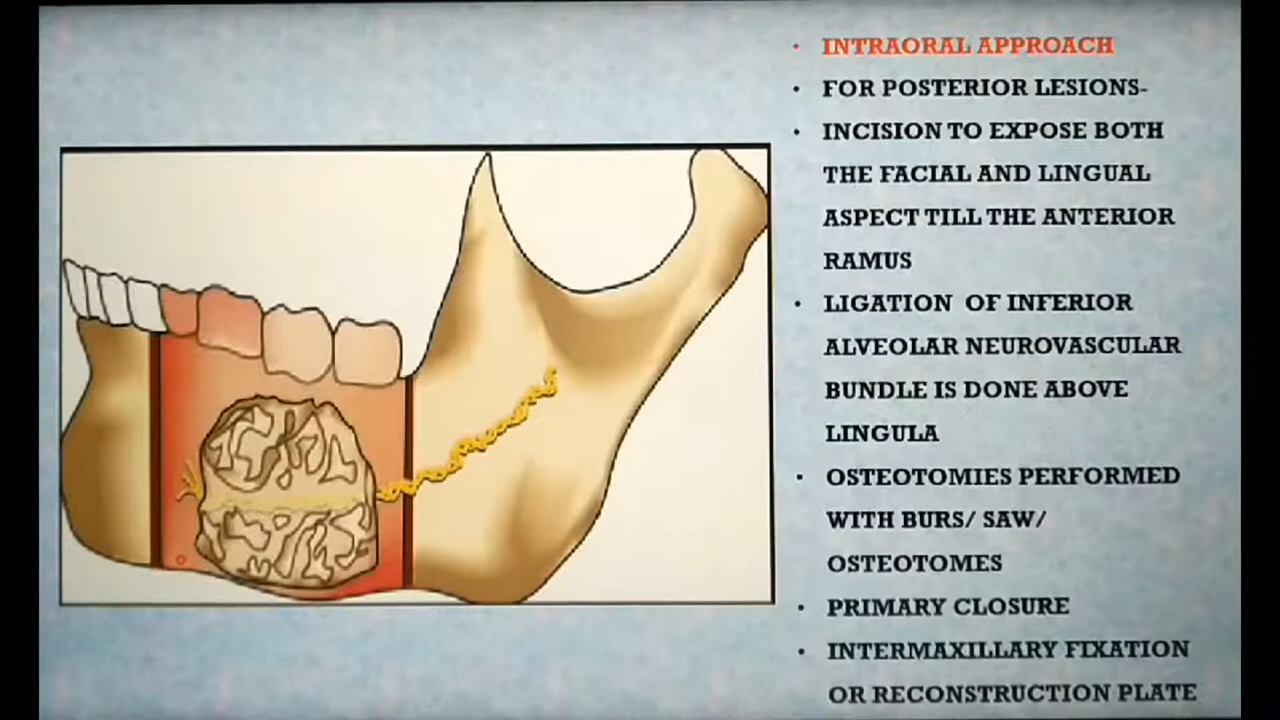 • INTRAORAL APPROACH
• FOR POSTERIOR LESIONS-
• INCISION TO EXPOSE BOTH
THE FACIAL AND LINGUAL
ASPECT TILL THE ANTERIOR
RAMUS
• LIGATION OF INFERIOR
ALVEOLAR NEUROVASCULAR
BUNDLE IS DONE ABOVE
LINGULA
• OSTEOTOMIES PERFORMED
WITH BURS/ SAW/
OSTEOTOMES
• PRIMARY CLOSURE
• INTERMAXILLARY FIXATION
OR RECONSTRUCTION PLATE